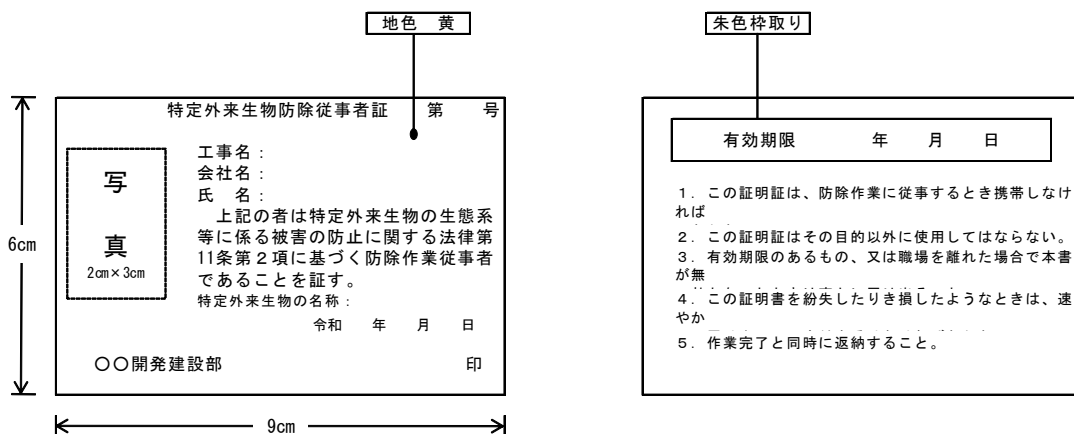 地色　黄
朱色枠取り
特定外来生物防除従事者証　第　号
写
真
2cm×3cm
工事名：
会社名：
氏　名：
上記の者は特定外来生物の生態系
等に係る被害の防止に関する法律第
11条第２項に基づく防除作業従事者
であることを証す。
特定外来生物の名称：
令和　年　月　日
〇〇開発建設部　印
6cm
9cm
有効期限　年　月　日
１．この証明証は、防除作業に従事するとき携帯しなけ
れば
２．この証明証はその目的以外に使用してはならない。
３．有効期限のあるもの、又は職場を離れた場合で本書
が無
４．この証明書を紛失したりき損したようなときは、速
やか
５．作業完了と同時に返納すること。